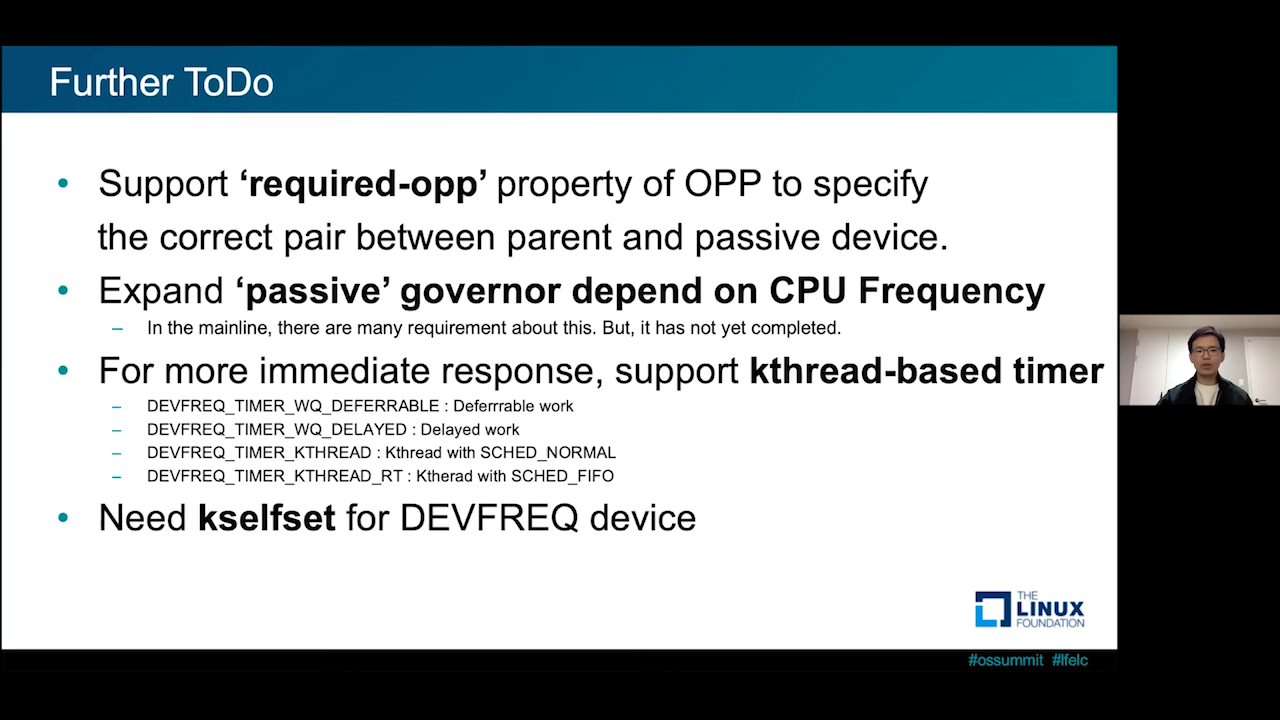 Further ToDo
• Support ‘required-opp’ property of OPP to specify
the correct pair between parent and passive device.
• Expand ‘passive’ governor depend on CPU Frequency
– In the mainline, there are many requirement about this. But, it has not yet completed.
• For more immediate response, support kthread-based timer
– DEVFREQ_TIMER_WQ_DEFERRABLE : Deferrrable work
– DEVFREQ_TIMER_WQ_DELAYED : Delayed work
– DEVFREQ_TIMER_KTHREAD : Kthread with SCHED_NORMAL
– DEVFREQ_TIMER_KTHREAD_RT : Ktherad with SCHED_FIFO
• Need kselfset for DEVFREQ device
THE
LINUX
FOUNDATION
#ossummit #lfelc